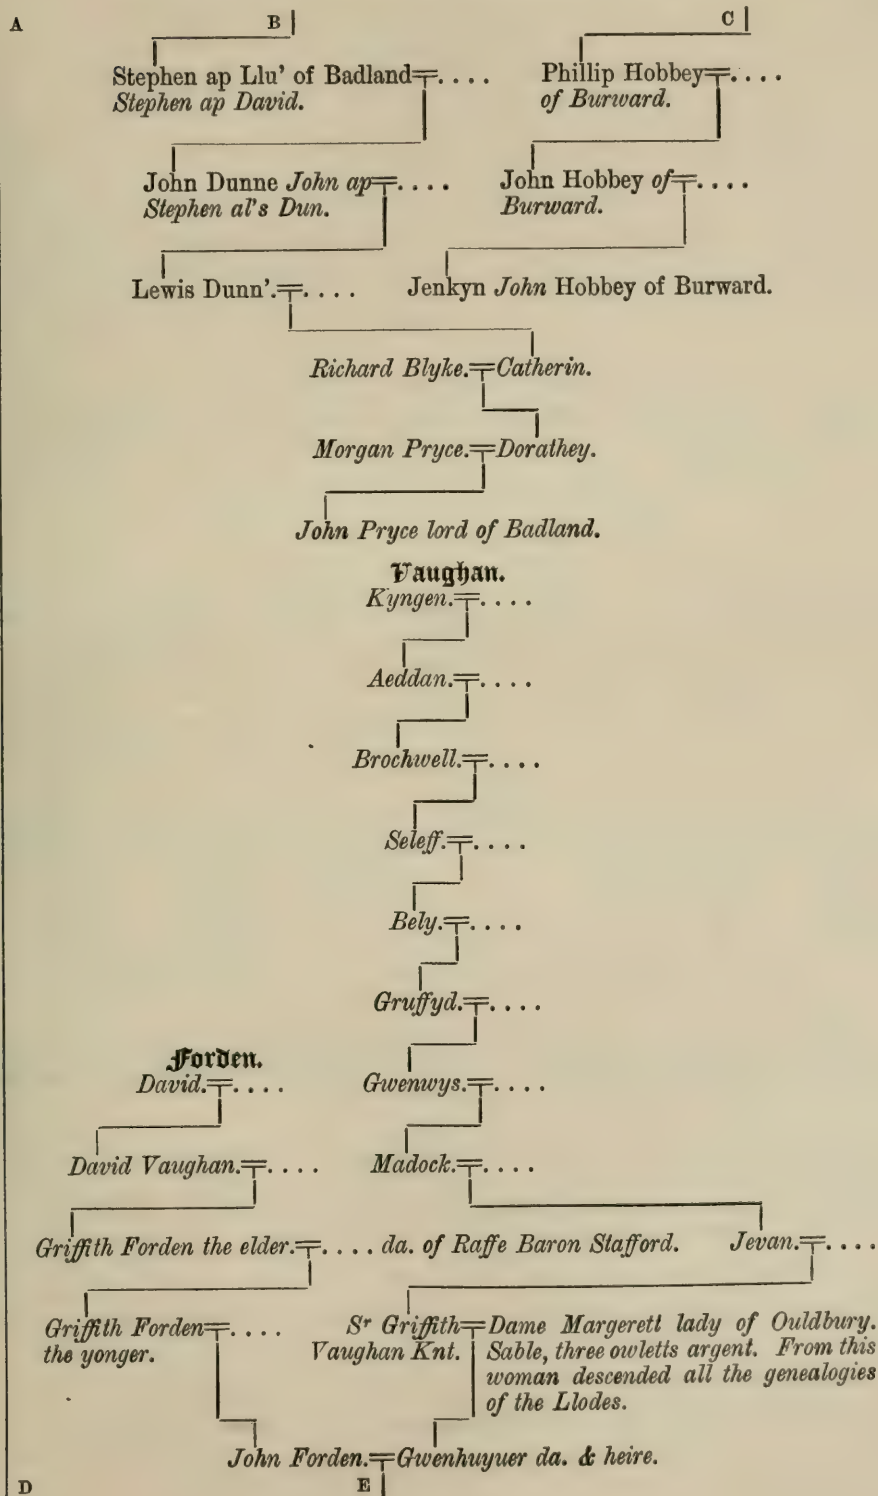 A B C
Stephen ap Llu' of Badland . . . . Phillip Hobbey . . . .
Stephen ap David. of Burward.
John Dunne John ap . . . . John Hobbey of . . . .
Stephen al's Dun. Burward.
Lewis Dunn'. . . . . Jenkyn John Hobbey of Burward.
Richard Blyke. Catherin.
Morgan Pryce. Dorathey.
John Pryce lord of Badland.
Vaughan.
Kyngen. . . . .
Aeddan. . . . .
Brochwell. . . . .
Seleff. . . . .
Bely. . . . .
Gruffyd. . . . .
Forden.
David. . . . . Gwenwys. . . . .
David Vaughan. . . . . Madock. . . . .
Griffith Forden the elder. . . . . da. of Raffe Baron Stafford. Jevan. . . . .
Griffith Forden . . . . Sr Griffith Dame Margerett lady of Ouldbury.
the yonger. Vaughan Knt. Sable, three owletts argent. From this
woman descended all the genealogies
of the Llodes.
John Forden. Gwenhuyuer da. & heire.
D E